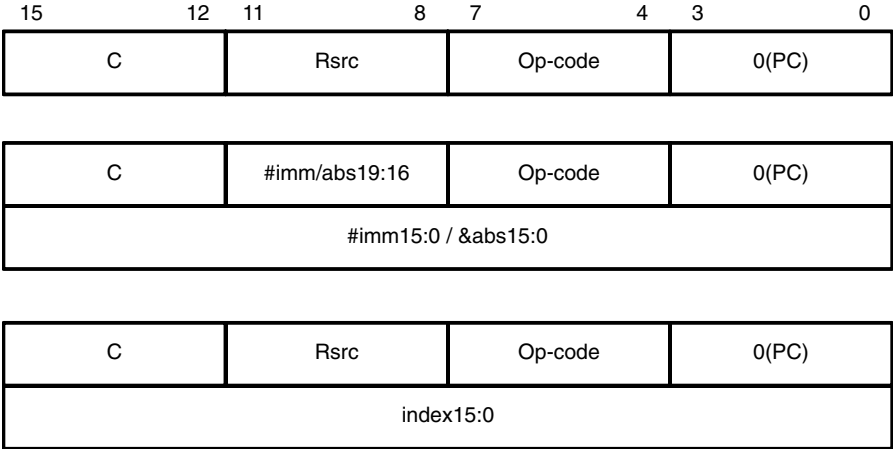 15 12 11 8 7 4 3 0
C Rsrc Op-code 0(PC)
C #imm/abs19:16 Op-code 0(PC)
#imm15:0 / &abs15:0
C Rsrc Op-code 0(PC)
index15:0